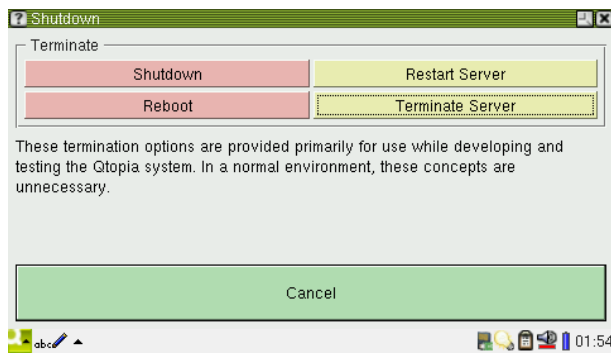 Shutdown
Terminate
Shutdown
Restart Server
Reboot
Terminate Server
These termination options are provided primarily for use while developing and
testing the Qtopia system. In a normal environment, these concepts are
unnecessary.
Cancel
abc
01:54